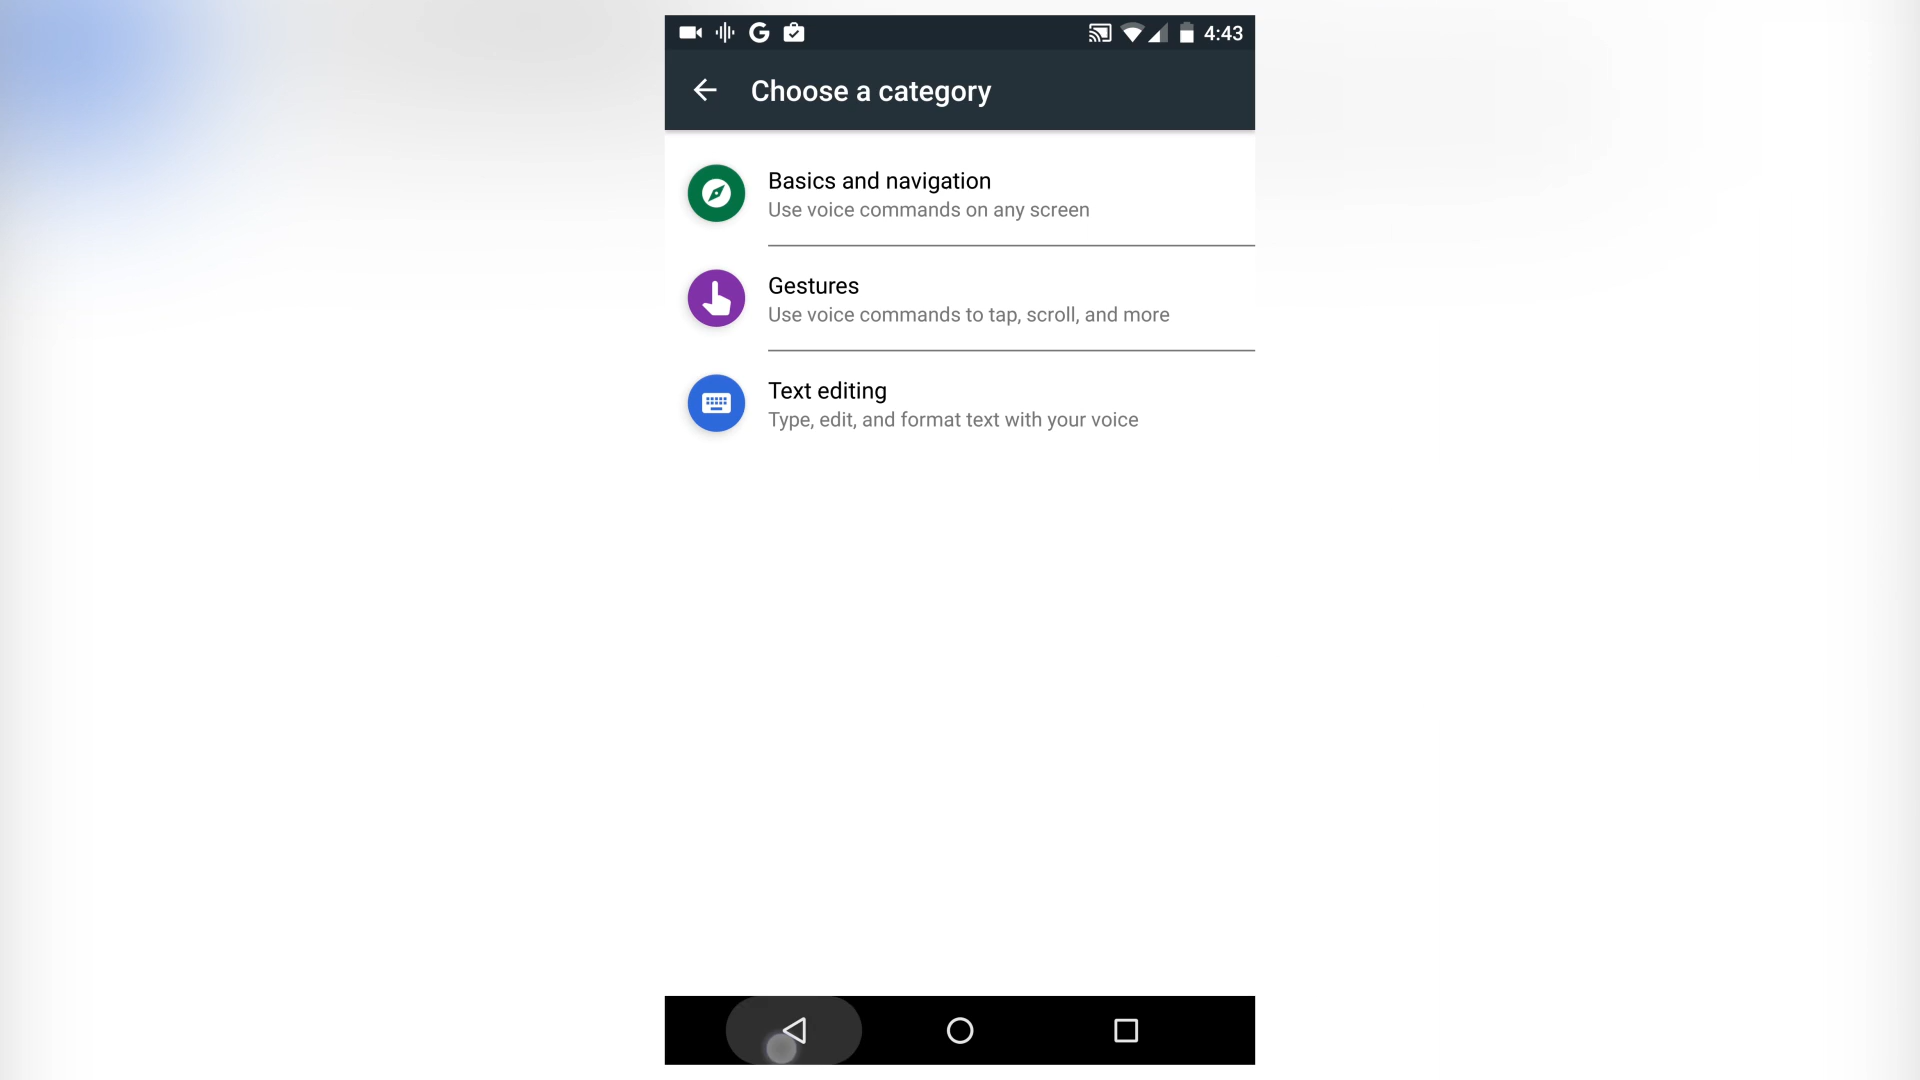 4:43
Choose a category
Basics and navigation
Use voice commands on any screen
Gestures
Use voice commands to tap, scroll, and more
Text editing
Type, edit, and format text with your voice